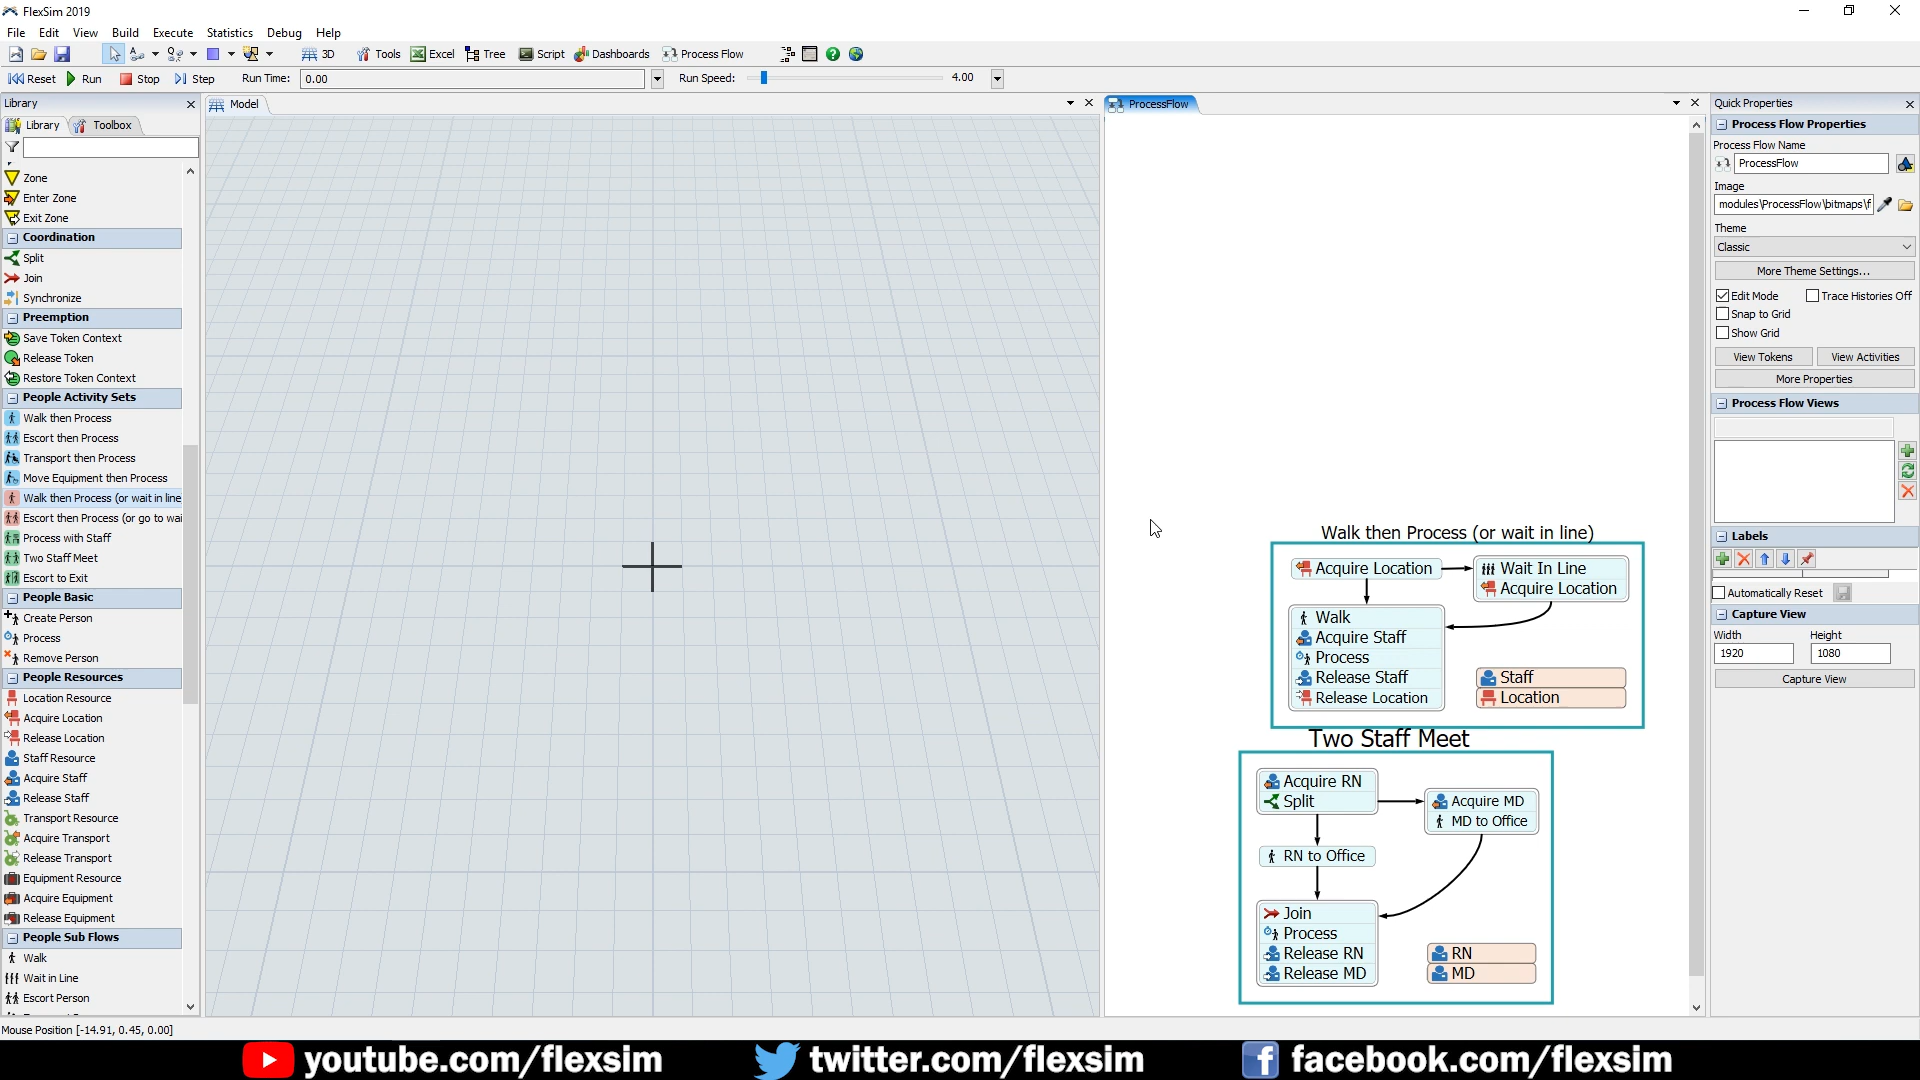 FlexSim 2019
File Edit View Build Execute Statistics Debug Help
3D Tools Excel Tree Script Dashboards Process Flow
Reset Run Stop Step Run Time: 0.00 Run Speed: 4.00
Library
Library Toolbox
Zone
Enter Zone
Exit Zone
Coordination
Split
Join
Synchronize
Preemption
Save Token Context
Release Token
Restore Token Context
People Activity Sets
Walk then Process
Escort then Process
Transport then Process
Move Equipment then Process
Walk then Process (or wait in line
Escort then Process (or go to wai
Process with Staff
Two Staff Meet
Escort to Exit
People Basic
Create Person
Process
Remove Person
People Resources
Location Resource
Acquire Location
Release Location
Staff Resource
Acquire Staff
Release Staff
Transport Resource
Acquire Transport
Release Transport
Equipment Resource
Acquire Equipment
Release Equipment
People Sub Flows
Walk
Wait in Line
Escort Person
Model
ProcessFlow
Walk then Process (or wait in line)
Acquire Location
Wait In Line
Acquire Location
Walk
Acquire Staff
Process
Release Staff
Release Location
Staff
Location
Two Staff Meet
Acquire RN
Split
Acquire MD
MD to Office
RN to Office
Join
Process
Release RN
Release MD
RN
MD
Quick Properties
Process Flow Properties
Process Flow Name
ProcessFlow
Image
modules\ProcessFlow\bitmaps\f
Theme
Classic
More Theme Settings...
Edit Mode Trace Histories Off
Snap to Grid
Show Grid
View Tokens View Activities
More Properties
Process Flow Views
Labels
Automatically Reset
Capture View
Width Height
1920 1080
Capture View
Mouse Position [-14.91, 0.45, 0.00]
youtube.com/flexsim twitter.com/flexsim facebook.com/flexsim